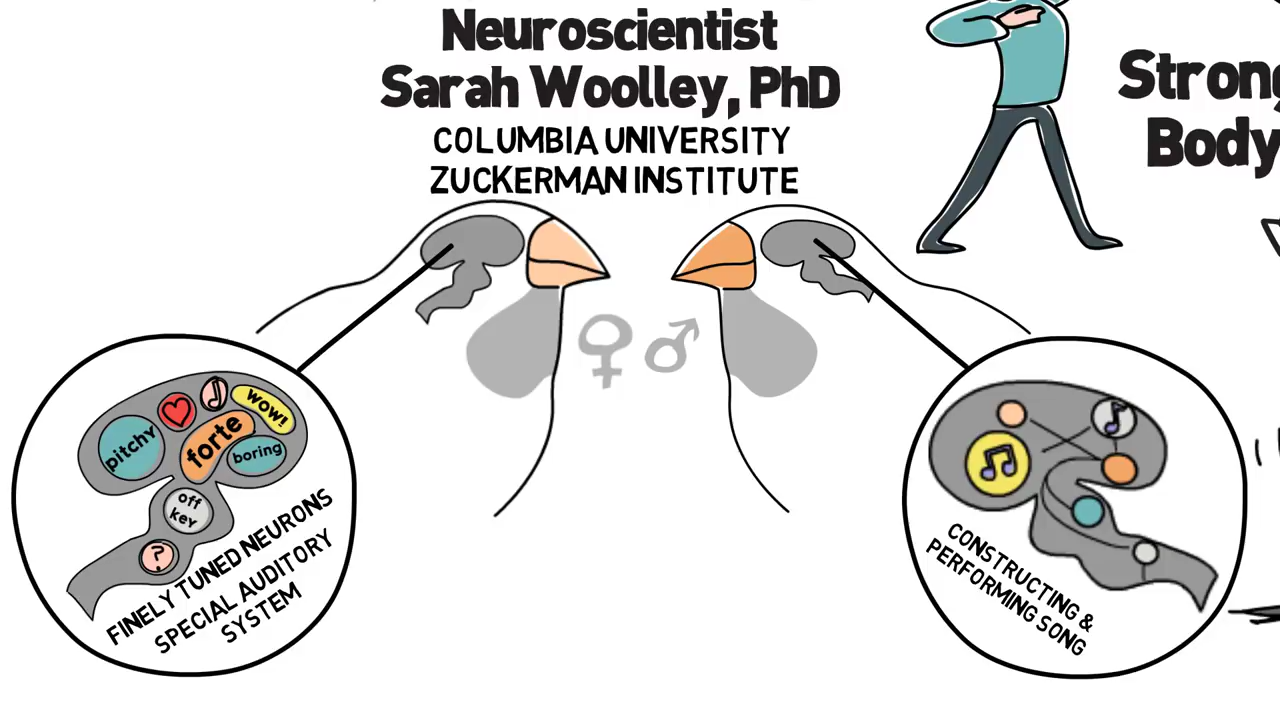 Neuroscientist
Sarah Woolley, PhD
COLUMBIA UNIVERSITY
ZUCKERMAN INSTITUTE
Strong
Body
pitchy
forte
wow!
boring
off
key
?
FINELY TUNED NEURONS
SPECIAL AUDITORY
SYSTEM
CONSTRUCTING &
PERFORMING SONG